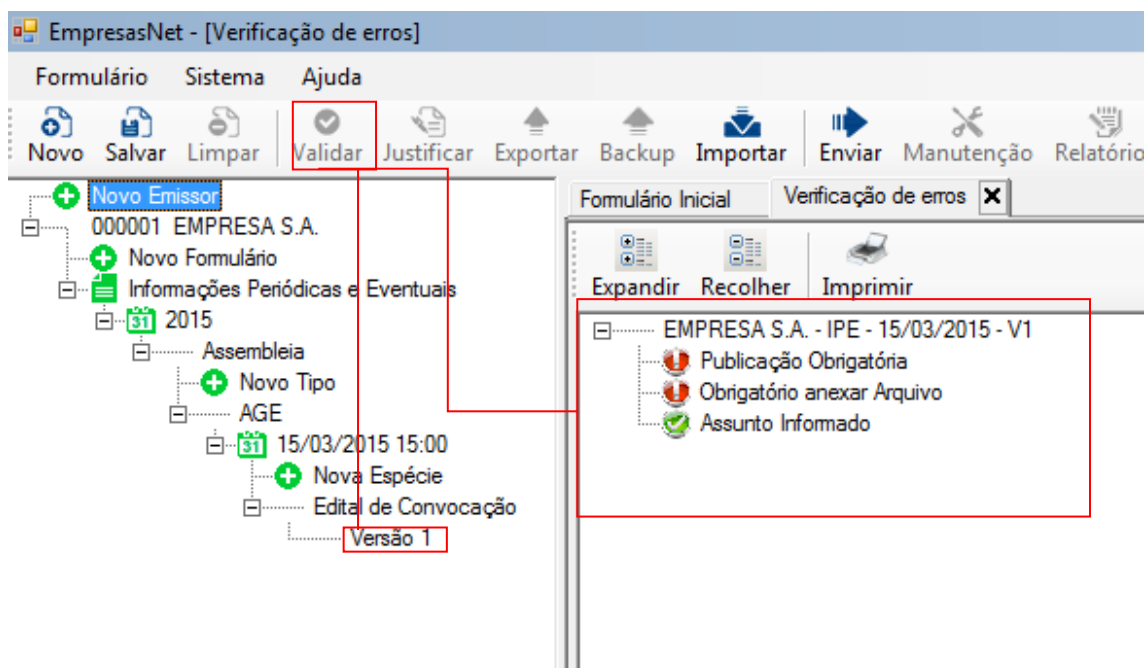 EmpresasNet - [Verificação de erros]
Formulário Sistema Ajuda
Novo Salvar Limpar Validar Justificar Exportar Backup Importar Enviar Manutenção Relatório
Novo Emissor
000001 EMPRESA S.A.
Novo Formulário
Informações Periódicas e Eventuais
31 2015
Assembleia
Novo Tipo
AGE
31 15/03/2015 15:00
Nova Espécie
Edital de Convocação
Versão 1
Formulário Inicial Verificação de erros
Expandir Recolher Imprimir
EMPRESA S.A. - IPE - 15/03/2015 - V1
Publicação Obrigatória
Obrigatório anexar Arquivo
Assunto Informado